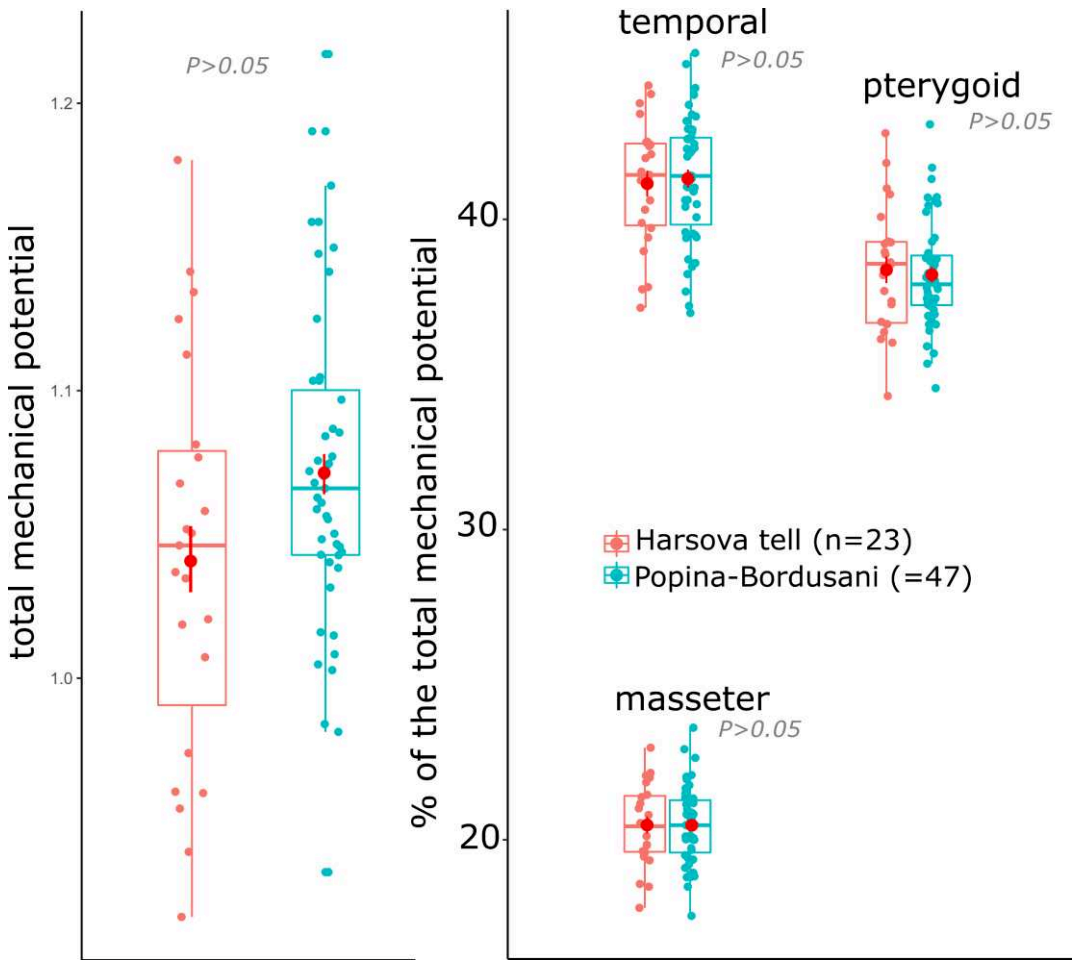 total mechanical potential
1.2
1.1
1.0
P>0.05
% of the total mechanical potential
40
30
20
temporal
P>0.05
pterygoid
P>0.05
Harsova tell (n=23)
Popina-Bordusani (=47)
masseter
P>0.05